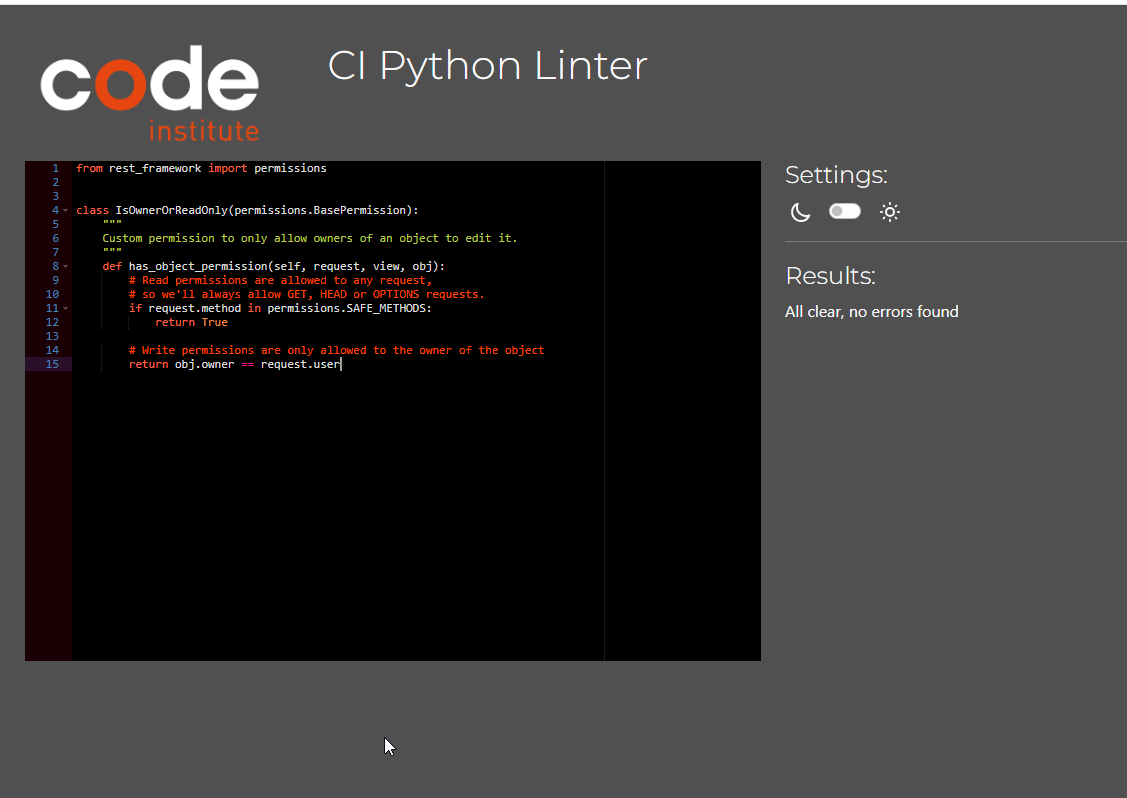 code
institute
CI Python Linter
1 from rest_framework import permissions
2
3
4 class IsOwnerOrReadOnly(permissions.BasePermission):
5     """
6     Custom permission to only allow owners of an object to edit it.
7     """
8     def has_object_permission(self, request, view, obj):
9         # Read permissions are allowed to any request,
10         # so we'll always allow GET, HEAD or OPTIONS requests.
11         if request.method in permissions.SAFE_METHODS:
12             return True
13
14         # Write permissions are only allowed to the owner of the object
15         return obj.owner == request.user
Settings:
Results:
All clear, no errors found